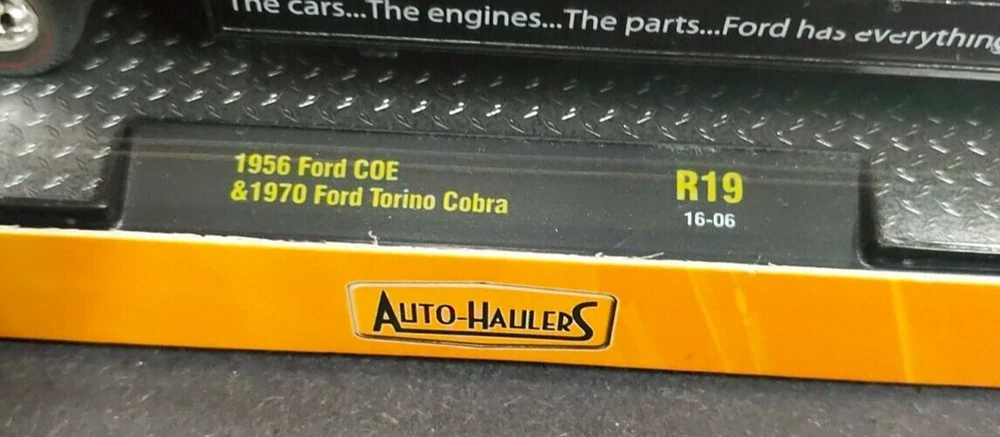 The cars...The engines...The parts...Ford has everything
1956 Ford COE
&1970 Ford Torino Cobra
R19
16-06
AUTO-HAULERS